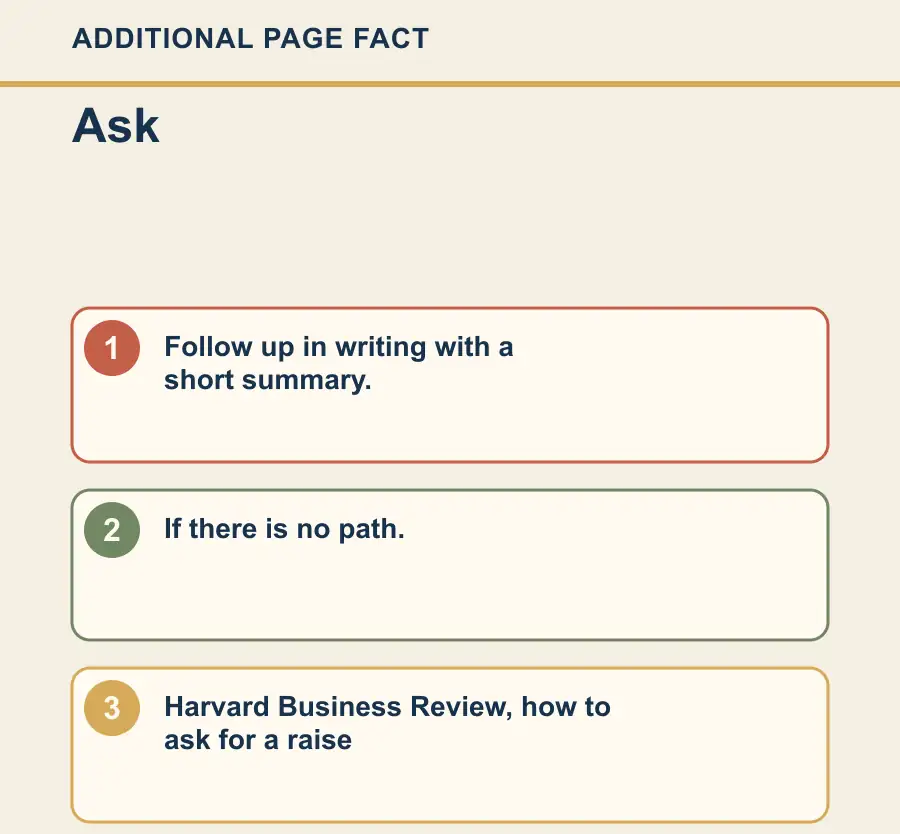 ADDITIONAL PAGE FACT
Ask
1
Follow up in writing with a
short summary.
2
If there is no path.
3
Harvard Business Review, how to
ask for a raise